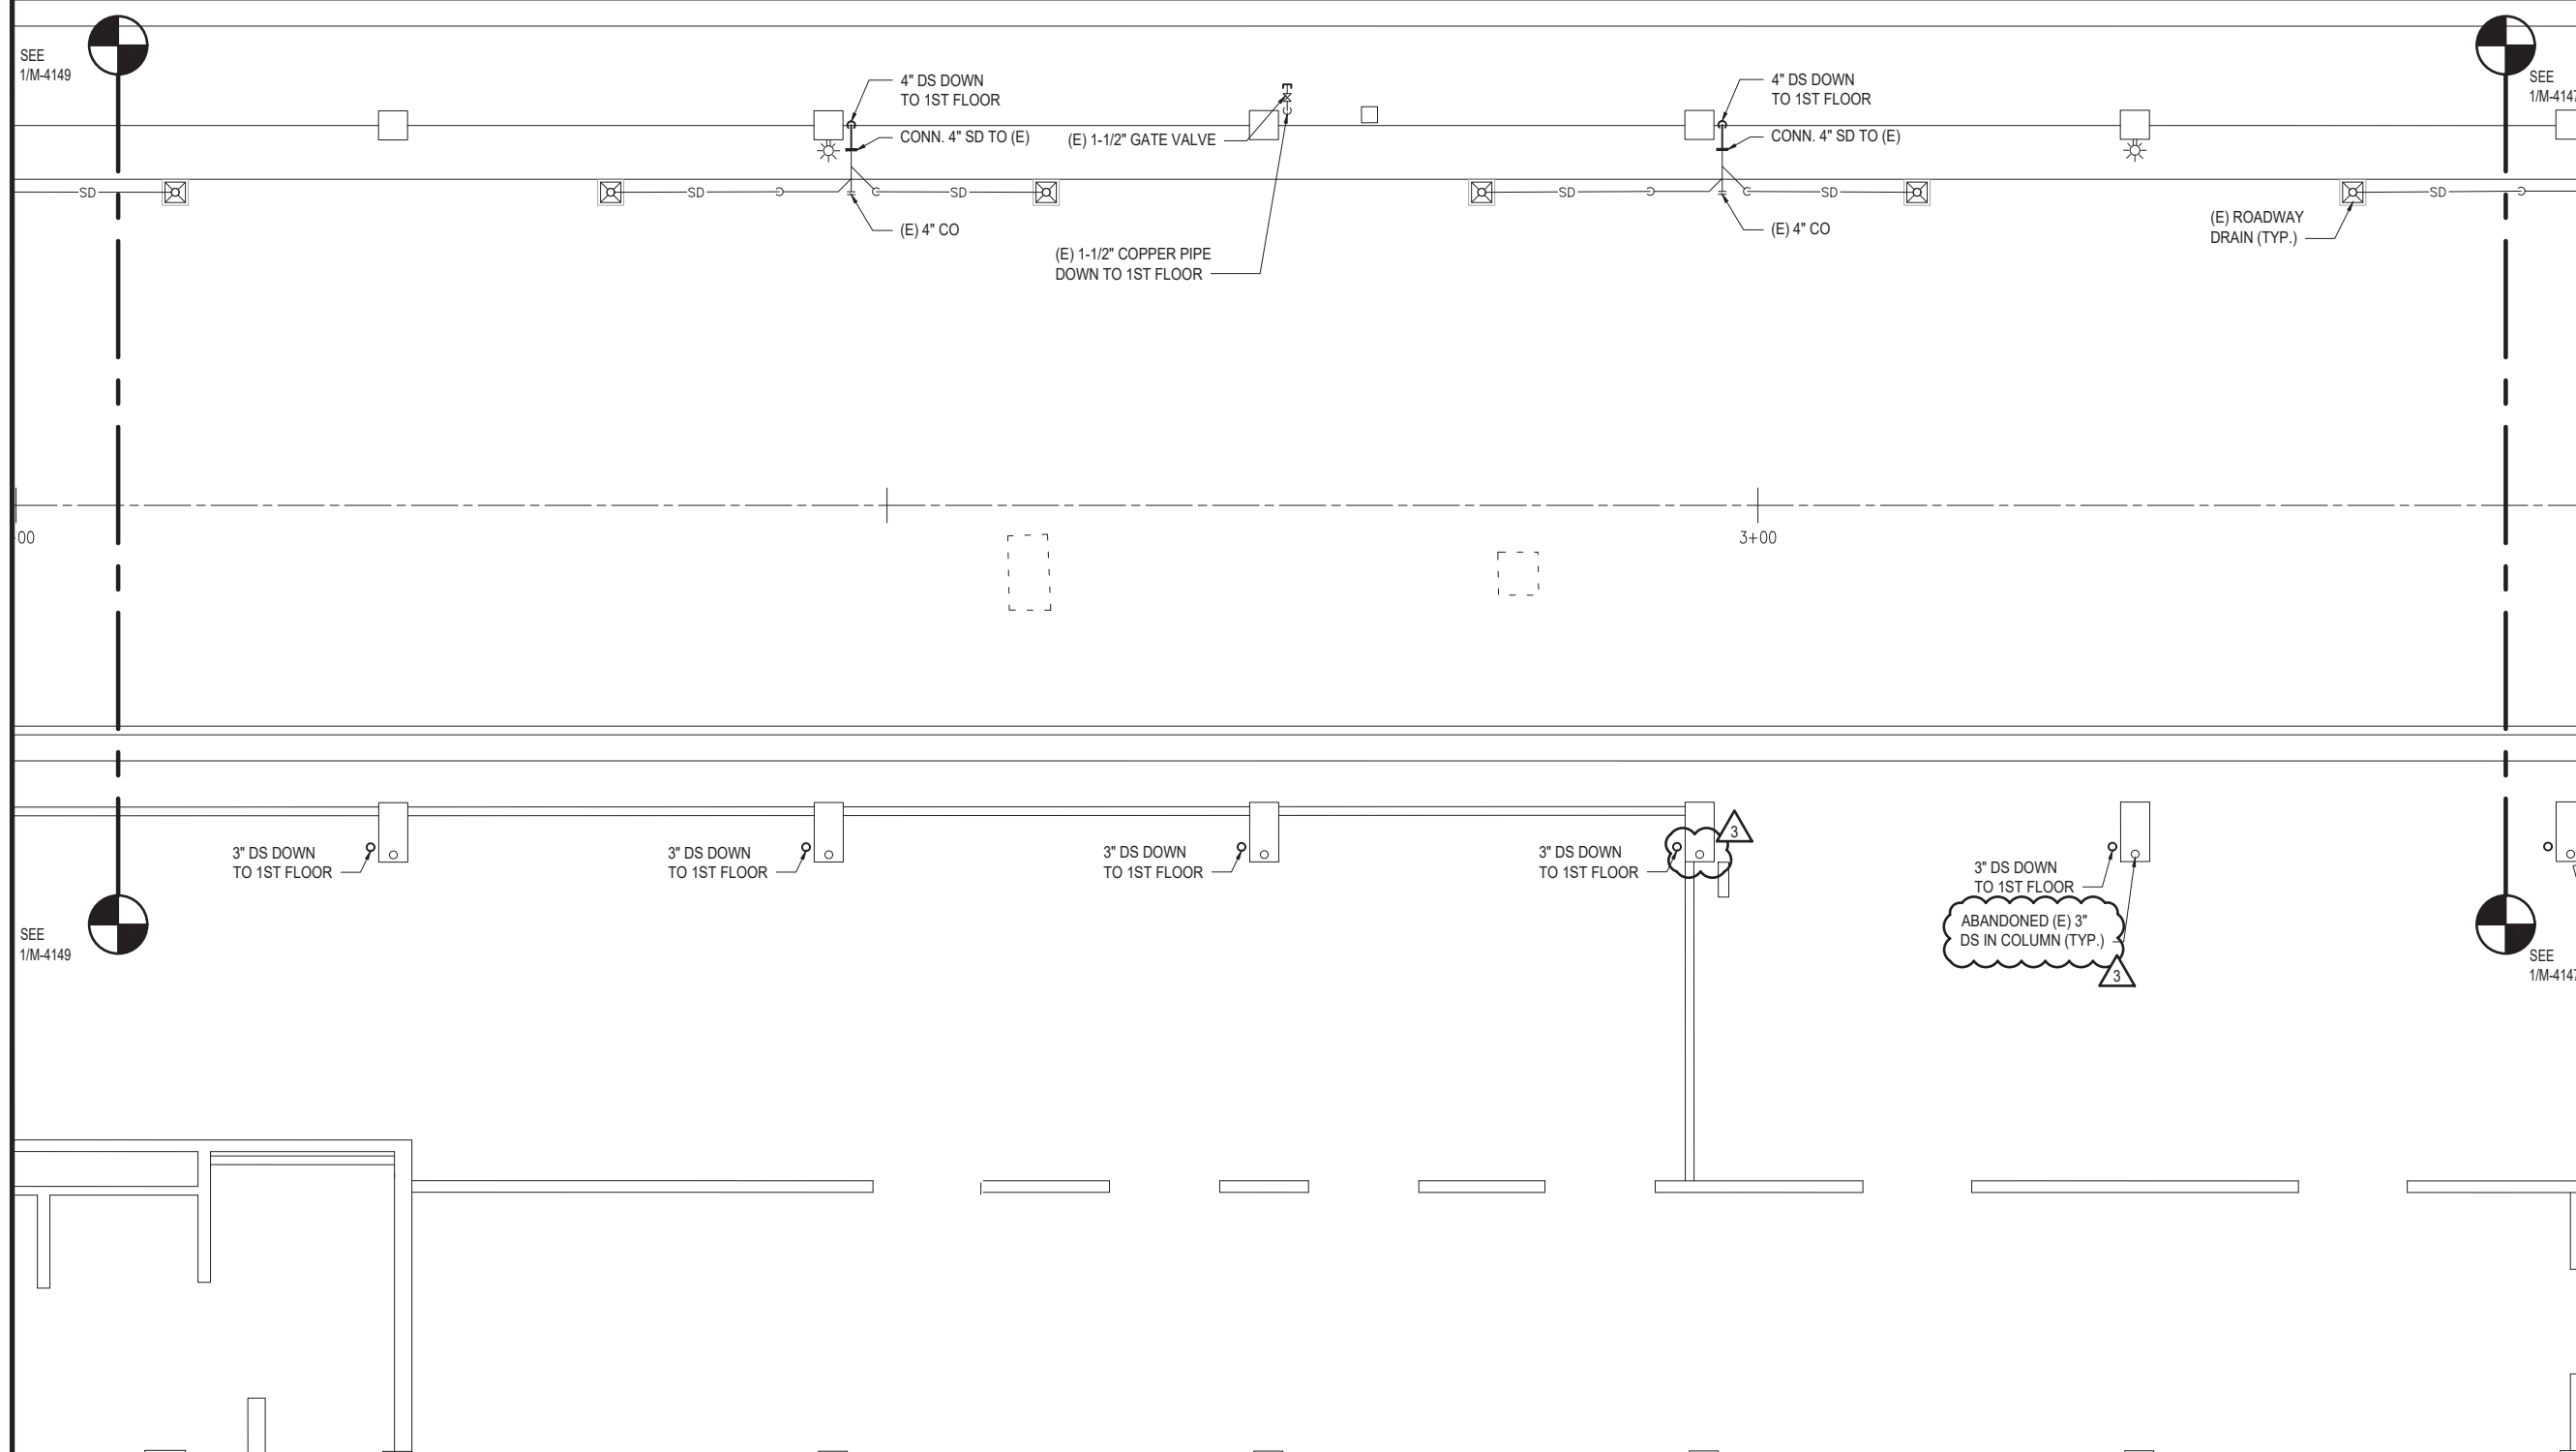 SEE
1/M-4149
4" DS DOWN
TO 1ST FLOOR
CONN. 4" SD TO (E)
(E) 1-1/2" GATE VALVE
4" DS DOWN
TO 1ST FLOOR
CONN. 4" SD TO (E)
SEE
1/M-4147
SD
SD
SD
SD
SD
SD
(E) 4" CO
(E) 1-1/2" COPPER PIPE
DOWN TO 1ST FLOOR
(E) 4" CO
(E) ROADWAY
DRAIN (TYP.)
00
3+00
3" DS DOWN
TO 1ST FLOOR
3" DS DOWN
TO 1ST FLOOR
3" DS DOWN
TO 1ST FLOOR
3" DS DOWN
TO 1ST FLOOR
3
3" DS DOWN
TO 1ST FLOOR
ABANDONED (E) 3"
DS IN COLUMN (TYP.)
3
SEE
1/M-4149
SEE
1/M-4147